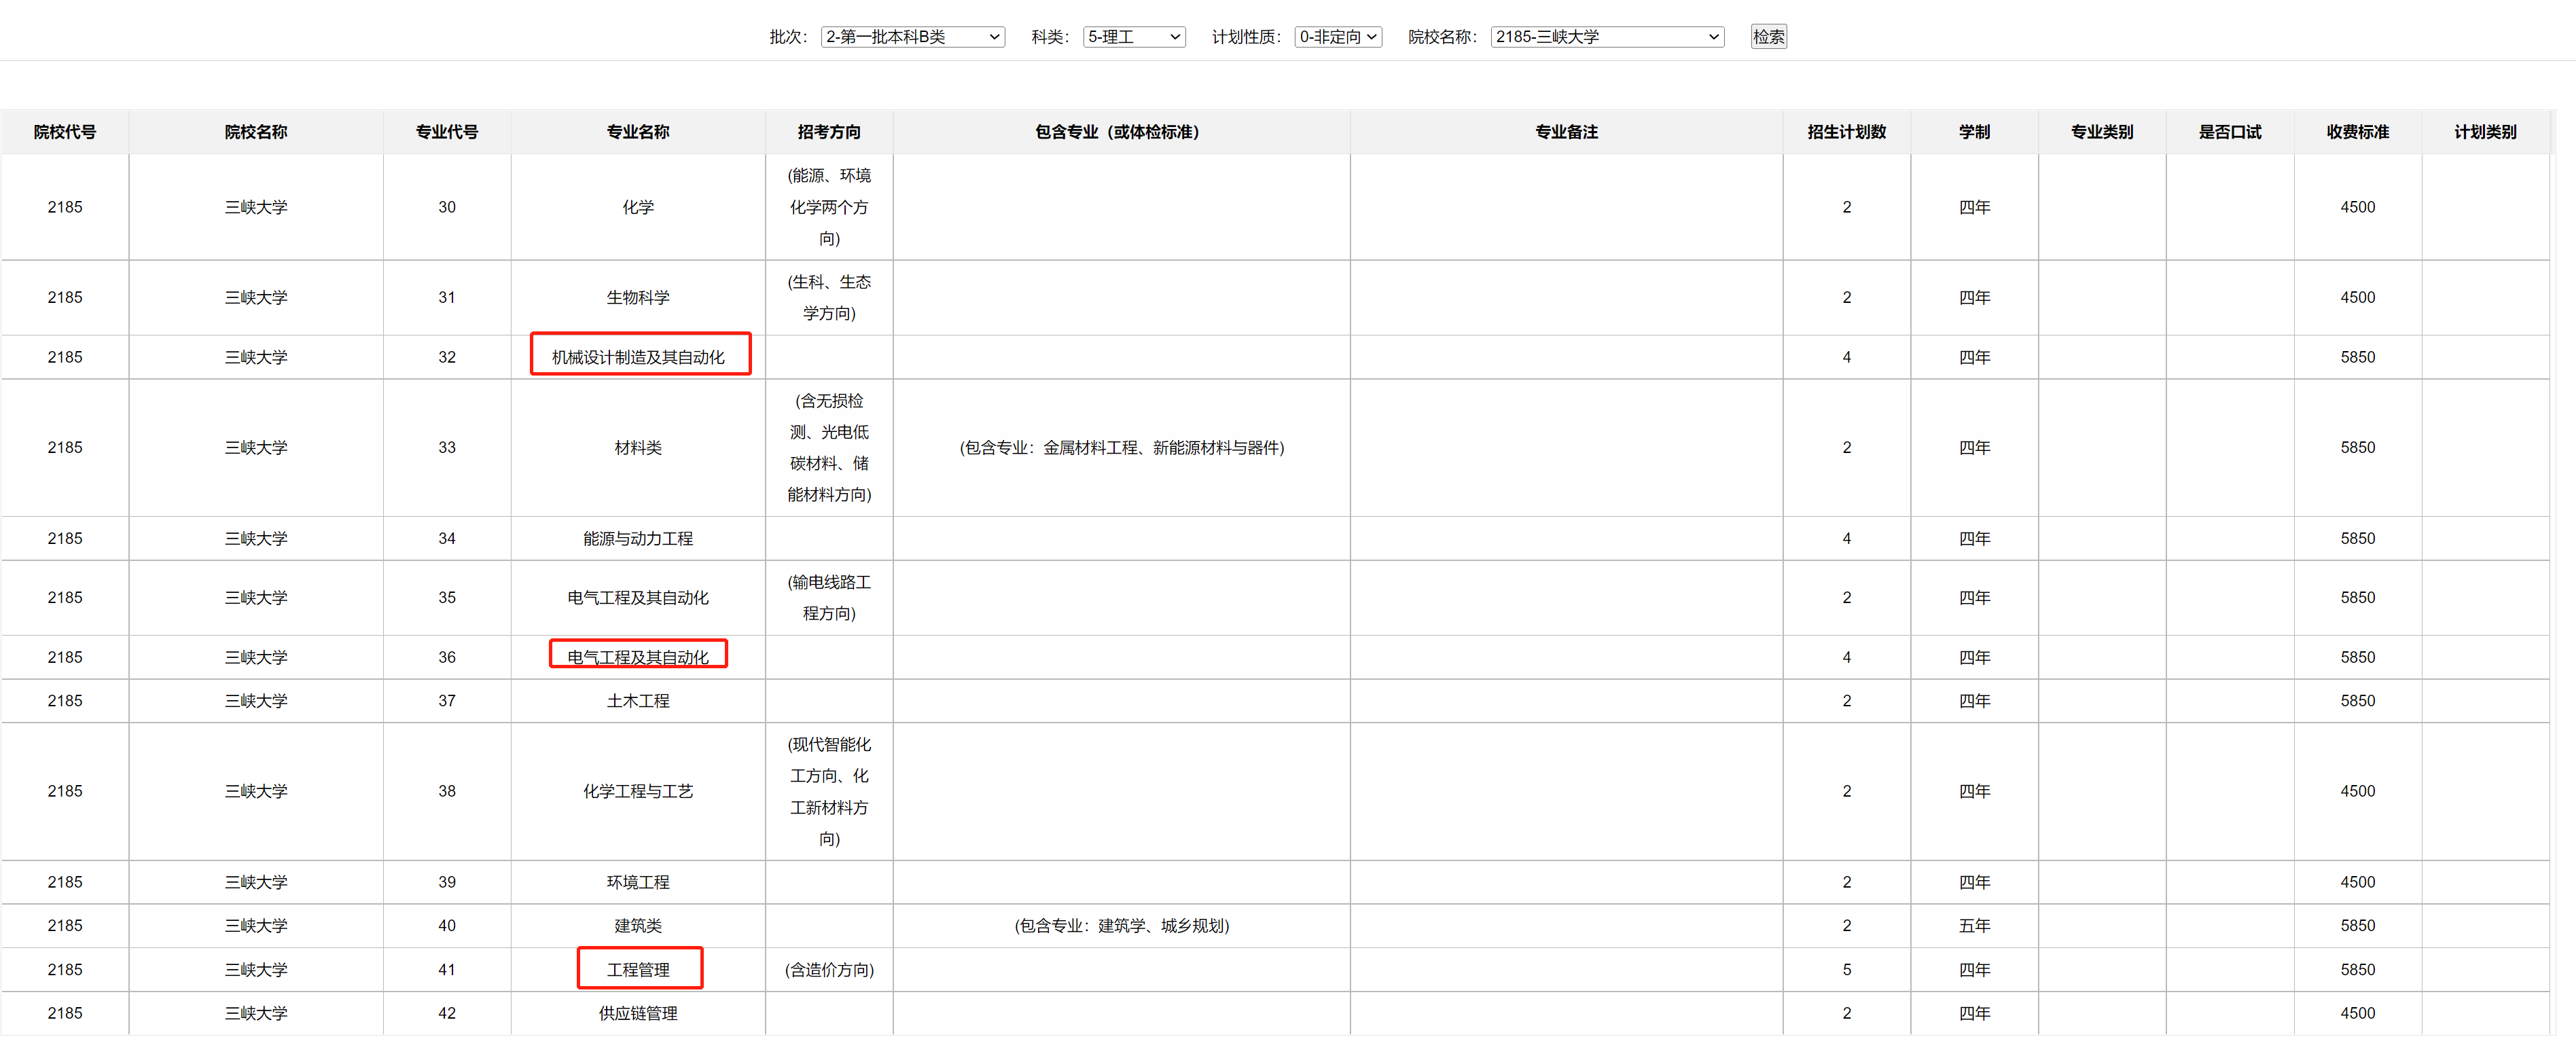 批次： 2-第一批本科B类 科类： 5-理工 计划性质： 0-非定向 院校名称： 2185-三峡大学 检索
院校代号 院校名称 专业代号 专业名称 招考方向 包含专业（或体检标准） 专业备注 招生计划数 学制 专业类别 是否口试 收费标准 计划类别
2185 三峡大学 30 化学 (能源、环境化学两个方向) 2 四年 4500
2185 三峡大学 31 生物科学 (生科、生态学方向) 2 四年 4500
2185 三峡大学 32 机械设计制造及其自动化 4 四年 5850
2185 三峡大学 33 材料类 (含无损检测、光电低碳材料、储能材料方向) (包含专业：金属材料工程、新能源材料与器件) 2 四年 5850
2185 三峡大学 34 能源与动力工程 4 四年 5850
2185 三峡大学 35 电气工程及其自动化 (输电线路工程方向) 2 四年 5850
2185 三峡大学 36 电气工程及其自动化 4 四年 5850
2185 三峡大学 37 土木工程 2 四年 5850
2185 三峡大学 38 化学工程与工艺 (现代智能化工方向、化工新材料方向) 2 四年 4500
2185 三峡大学 39 环境工程 2 四年 4500
2185 三峡大学 40 建筑类 (包含专业：建筑学、城乡规划) 2 五年 5850
2185 三峡大学 41 工程管理 (含造价方向) 5 四年 5850
2185 三峡大学 42 供应链管理 2 四年 4500